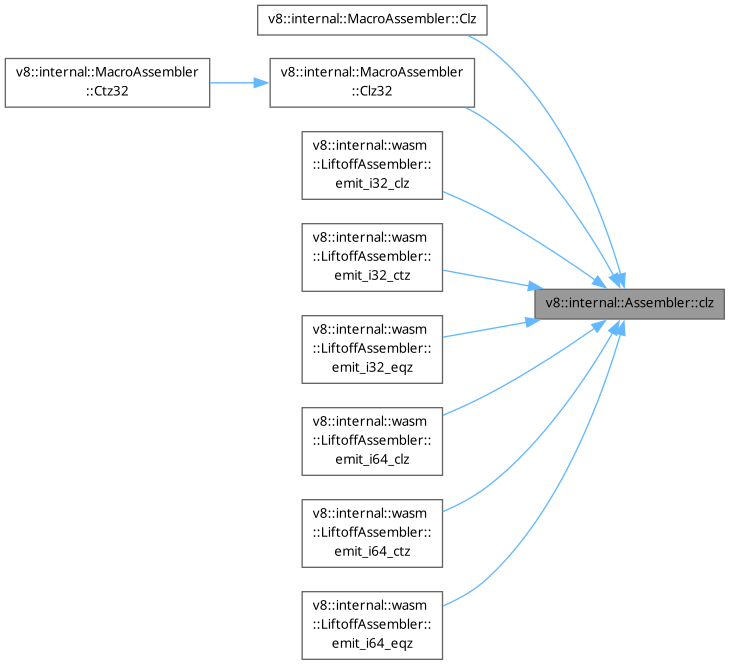 v8::internal::MacroAssembler::Clz
v8::internal::MacroAssembler
::Ctz32
v8::internal::MacroAssembler
::Clz32
v8::internal::wasm
::LiftoffAssembler::
emit_i32_clz
v8::internal::wasm
::LiftoffAssembler::
emit_i32_ctz
v8::internal::Assembler::clz
v8::internal::wasm
::LiftoffAssembler::
emit_i32_eqz
v8::internal::wasm
::LiftoffAssembler::
emit_i64_clz
v8::internal::wasm
::LiftoffAssembler::
emit_i64_ctz
v8::internal::wasm
::LiftoffAssembler::
emit_i64_eqz